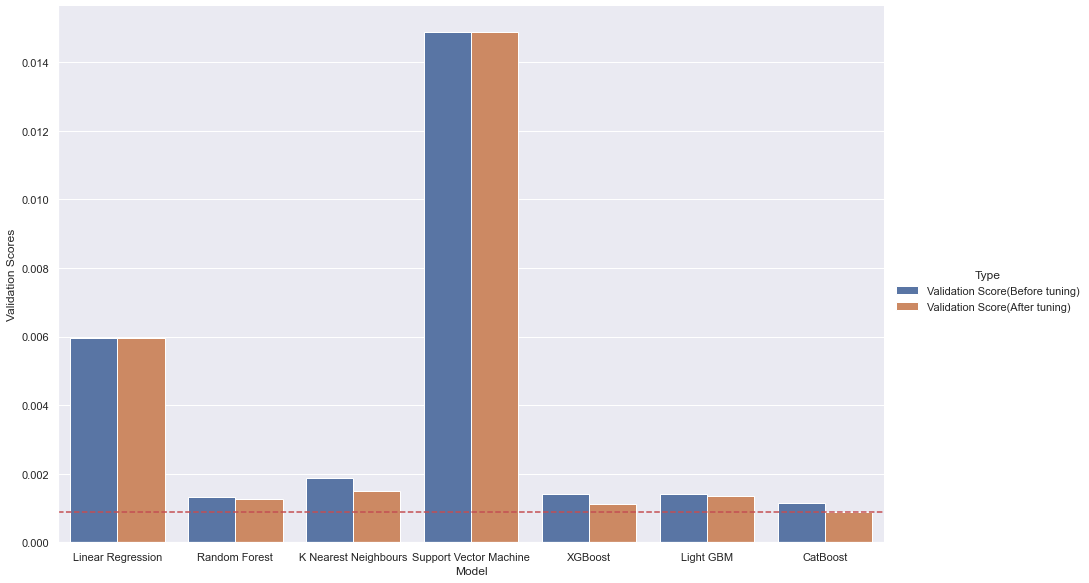 Validation Scores
0.014
0.012
0.010
0.008
0.006
0.004
0.002
0.000
Linear Regression
Random Forest
K Nearest Neighbours
Support Vector Machine
XGBoost
Light GBM
CatBoost
Model
Type
Validation Score(Before tuning)
Validation Score(After tuning)